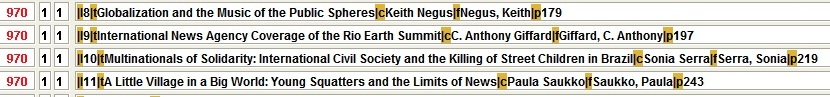 970 1 1 |l8|tGlobalization and the Music of the Public Spheres|cKeith Negus|fNegus, Keith|p179
970 1 1 |l9|tInternational News Agency Coverage of the Rio Earth Summit|cC. Anthony Giffard|fGiffard, C. Anthony|p197
970 1 1 |l10|tMultinationals of Solidarity: International Civil Society and the Killing of Street Children in Brazil|cSonia Serra|fSerra, Sonia|p219
970 1 1 |l11|tA Little Village in a Big World: Young Squatters and the Limits of News|cPaula Saukko|fSaukko, Paula|p243